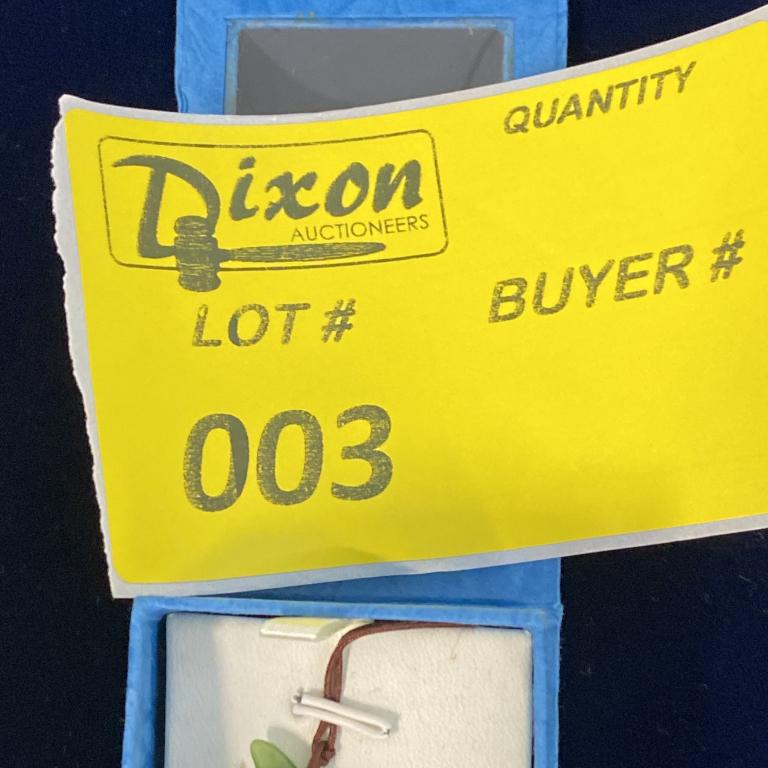 QUANTITY
Dixon
AUCTIONEERS
LOT #
BUYER #
003